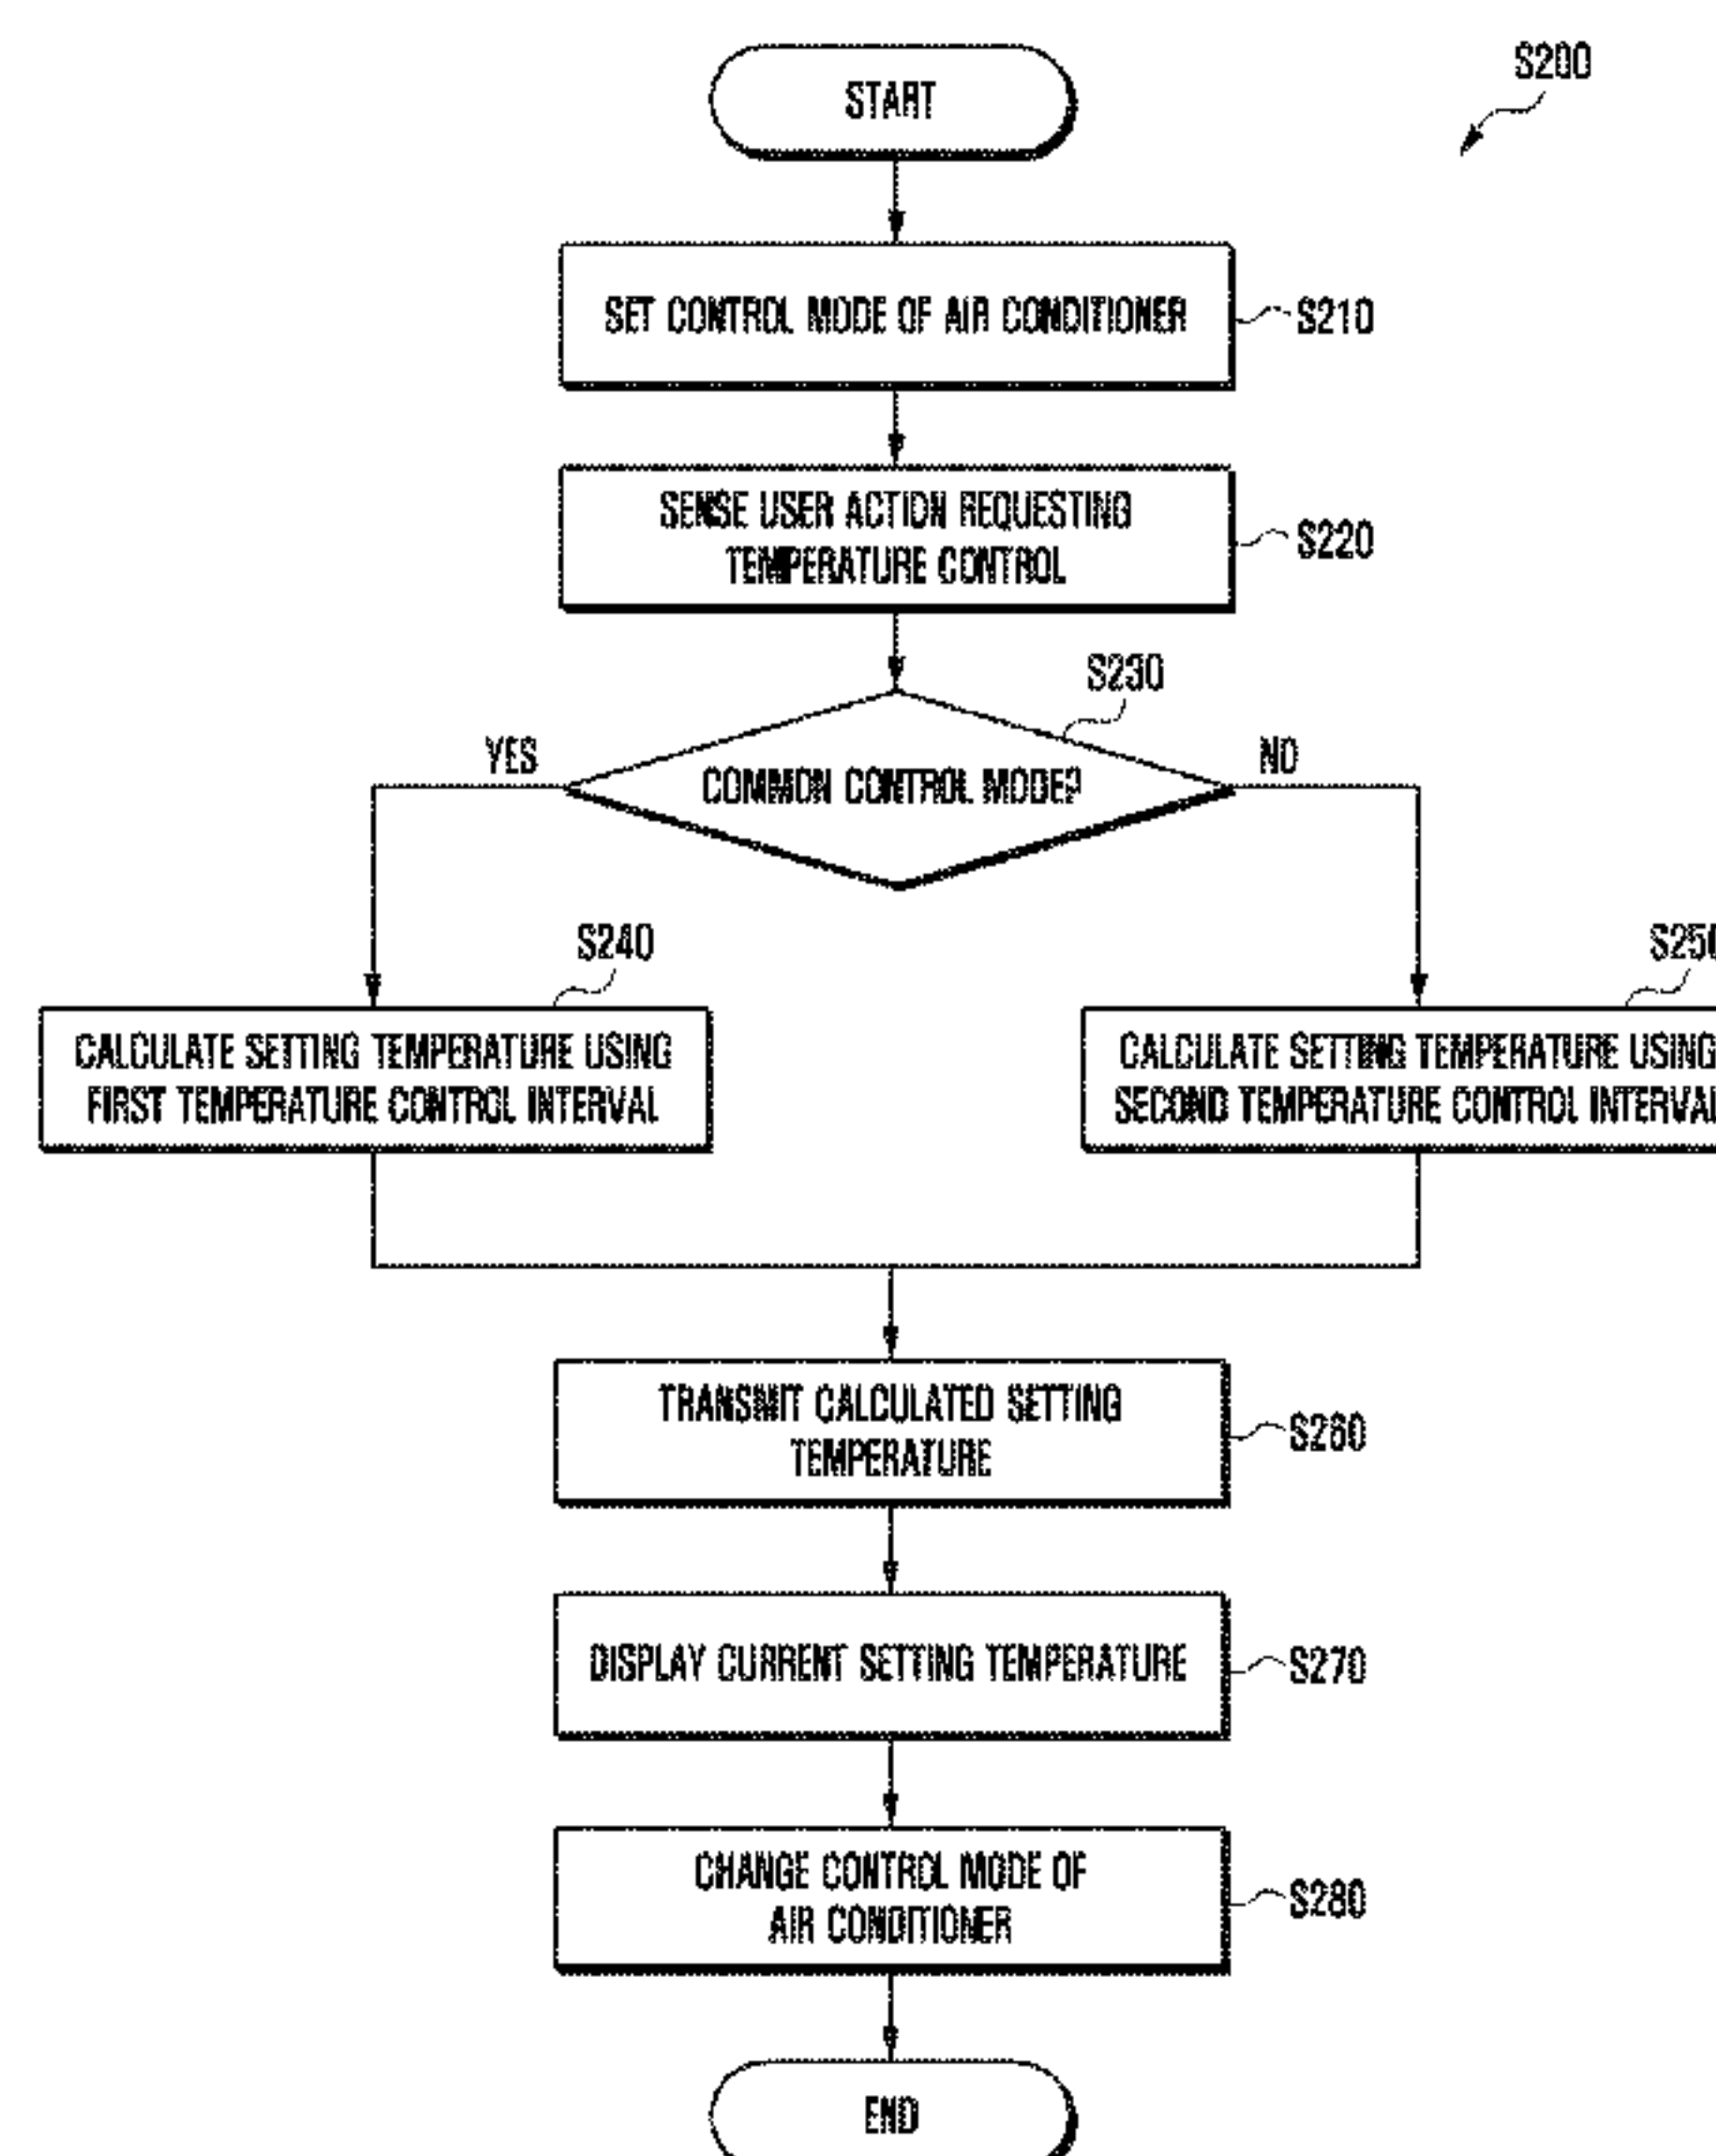 START
S200
SET CONTROL MODE OF AIR CONDITIONER
S210
SENSE USER ACTION REQUESTING
TEMPERATURE CONTROL
S220
S230
YES
COMMON CONTROL MODE?
NO
S240
CALCULATE SETTING TEMPERATURE USING
FIRST TEMPERATURE CONTROL INTERVAL
S250
CALCULATE SETTING TEMPERATURE USING
SECOND TEMPERATURE CONTROL INTERVAL
TRANSMIT CALCULATED SETTING
TEMPERATURE
S260
DISPLAY CURRENT SETTING TEMPERATURE
S270
CHANGE CONTROL MODE OF
AIR CONDITIONER
S280
END